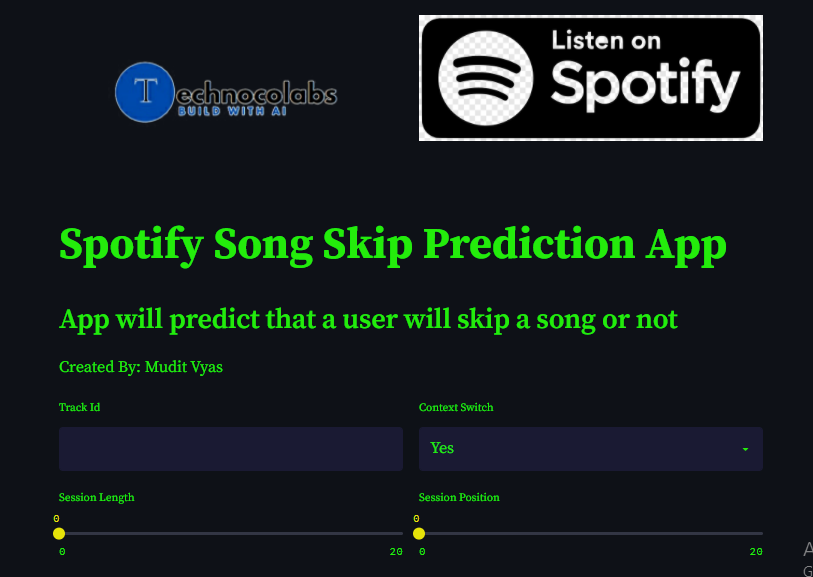 Technocolabs
BUILD WITH AI
Listen on
Spotify
Spotify Song Skip Prediction App
App will predict that a user will skip a song or not
Created By: Mudit Vyas
Track Id
Context Switch
Yes
Session Length
Session Position
0
0
0 20
0 20
A
G